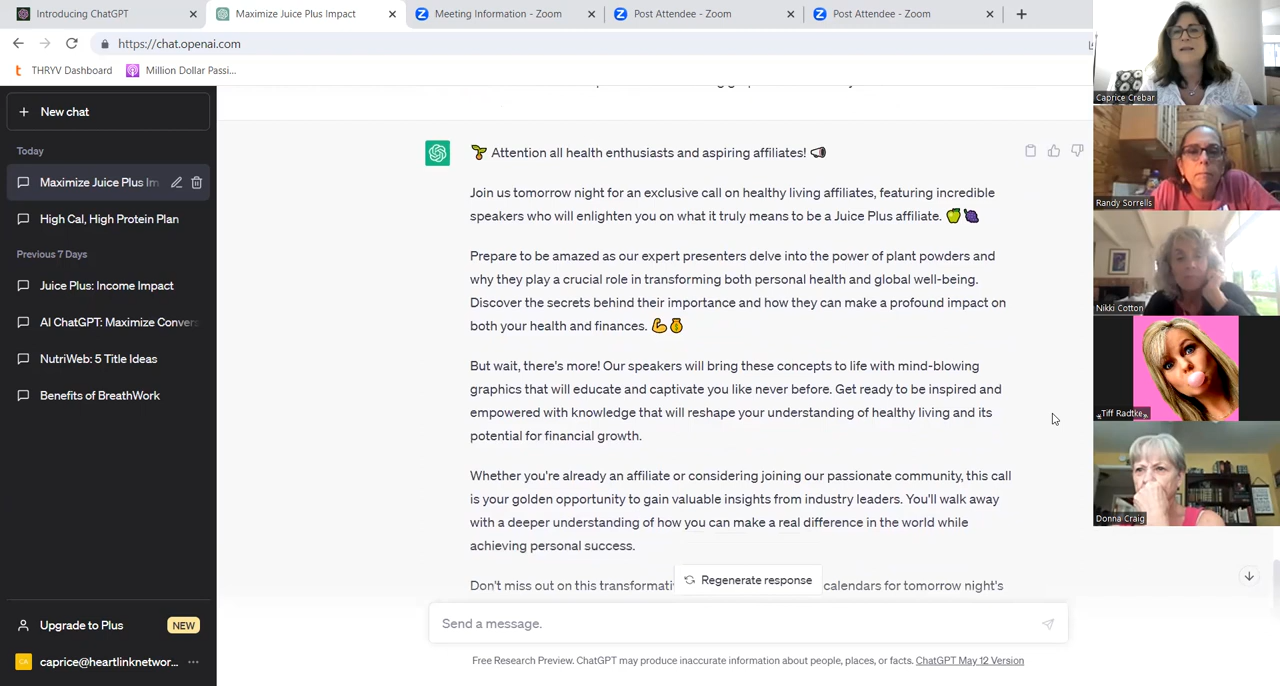 Introducing ChatGPT
Maximize Juice Plus Impact
Meeting Information - Zoom
Post Attendee - Zoom
Post Attendee - Zoom
https://chat.openai.com
THRYV Dashboard
Million Dollar Passi...
New chat
Today
Maximize Juice Plus Im
High Cal, High Protein Plan
Previous 7 Days
Juice Plus: Income Impact
AI ChatGPT: Maximize Convers
NutriWeb: 5 Title Ideas
Benefits of BreathWork
Upgrade to Plus
NEW
CA
caprice@heartlinknetwor...
Attention all health enthusiasts and aspiring affiliates!
Join us tomorrow night for an exclusive call on healthy living affiliates, featuring incredible
speakers who will enlighten you on what it truly means to be a Juice Plus affiliate.
Prepare to be amazed as our expert presenters delve into the power of plant powders and
why they play a crucial role in transforming both personal health and global well-being.
Discover the secrets behind their importance and how they can make a profound impact on
both your health and finances.
But wait, there's more! Our speakers will bring these concepts to life with mind-blowing
graphics that will educate and captivate you like never before. Get ready to be inspired and
empowered with knowledge that will reshape your understanding of healthy living and its
potential for financial growth.
Whether you're already an affiliate or considering joining our passionate community, this call
is your golden opportunity to gain valuable insights from industry leaders. You'll walk away
with a deeper understanding of how you can make a real difference in the world while
achieving personal success.
Don't miss out on this transformati
calendars for tomorrow night's
Regenerate response
Send a message.
Free Research Preview. ChatGPT may produce inaccurate information about people, places, or facts. ChatGPT May 12 Version
Caprice Crebar
Randy Sorrells
Nikki Cotton
Tiff Radtke
Donna Craig